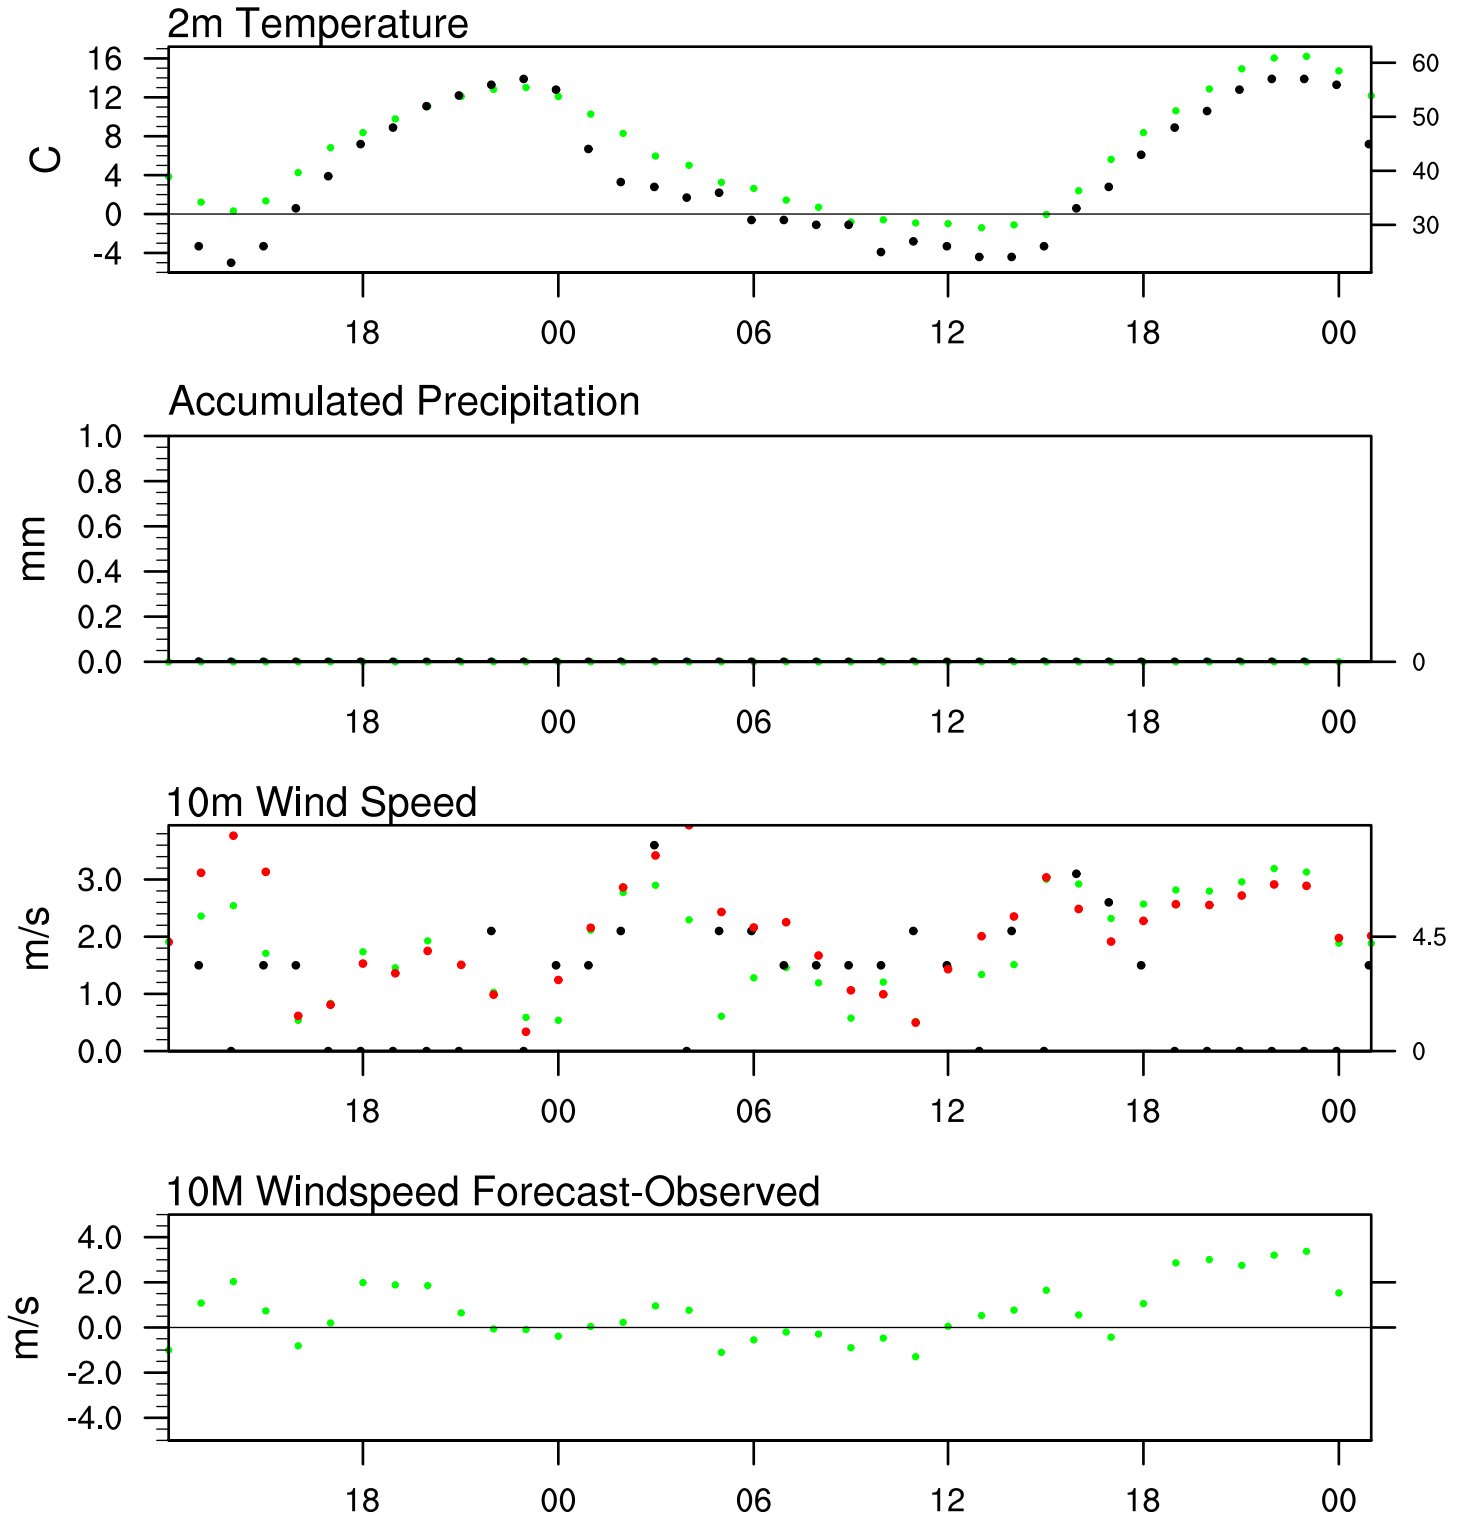 2m Temperature
16
12
8
4
0
-4
C
60
50
40
30
18 00 06 12 18 00
Accumulated Precipitation
1.0
0.8
0.6
0.4
0.2
0.0
mm
0
18 00 06 12 18 00
10m Wind Speed
3.0
2.0
1.0
0.0
m/s
4.5
0
18 00 06 12 18 00
10M Windspeed Forecast-Observed
4.0
2.0
0.0
-2.0
-4.0
m/s
18 00 06 12 18 00